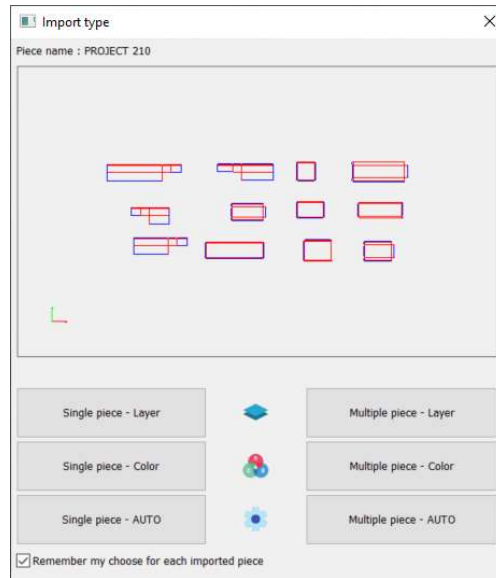 Import type
Piece name : PROJECT 210
Single piece - Layer
Multiple piece - Layer
Single piece - Color
Multiple piece - Color
Single piece - AUTO
Multiple piece - AUTO
Remember my choose for each imported piece